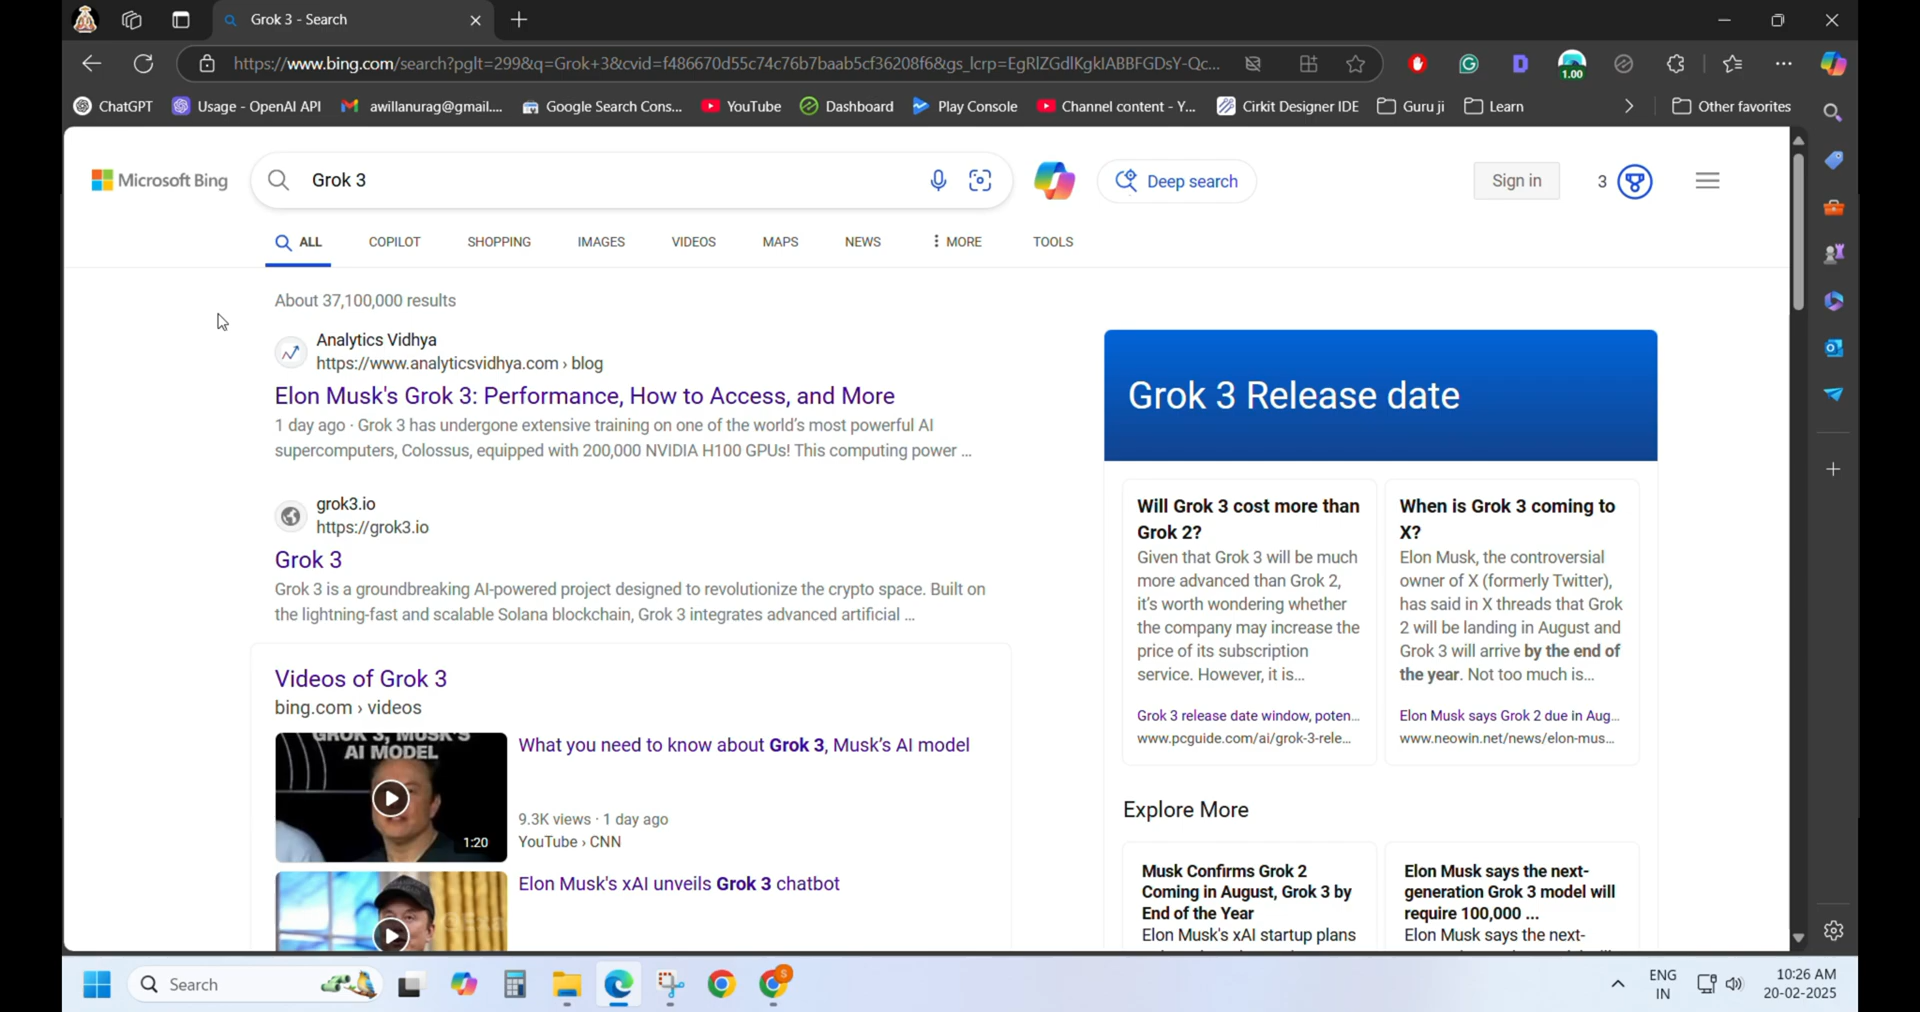 Grok 3 - Search
https://www.bing.com/search?pglt=299&q=Grok+3&cvid=f486670d55c74c76b7baab5cf36208f6&gs_lcrp=EgRlZGdlKgkIABBFGDsY-Qc...
1.00
ChatGPT
Usage - OpenAI API
awillanurag@gmail....
Google Search Cons...
YouTube
Dashboard
Play Console
Channel content - Y...
Cirkit Designer IDE
Guru ji
Learn
Other favorites
Microsoft Bing
Grok 3
Deep search
Sign in
3
ALL
COPILOT
SHOPPING
IMAGES
VIDEOS
MAPS
NEWS
MORE
TOOLS
About 37,100,000 results
Analytics Vidhya
https://www.analyticsvidhya.com › blog
Elon Musk's Grok 3: Performance, How to Access, and More
1 day ago · Grok 3 has undergone extensive training on one of the world's most powerful AI
supercomputers, Colossus, equipped with 200,000 NVIDIA H100 GPUs! This computing power ...
grok3.io
https://grok3.io
Grok 3
Grok 3 is a groundbreaking AI-powered project designed to revolutionize the crypto space. Built on
the lightning-fast and scalable Solana blockchain, Grok 3 integrates advanced artificial ...
Videos of Grok 3
bing.com › videos
GROK 3, MUSK'S
AI MODEL
1:20
What you need to know about Grok 3, Musk's AI model
9.3K views · 1 day ago
YouTube › CNN
Elon Musk's xAI unveils Grok 3 chatbot
Grok 3 Release date
Will Grok 3 cost more than
Grok 2?
Given that Grok 3 will be much
more advanced than Grok 2,
it's worth wondering whether
the company may increase the
price of its subscription
service. However, it is...
Grok 3 release date window, poten...
www.pcguide.com/ai/grok-3-rele...
When is Grok 3 coming to
X?
Elon Musk, the controversial
owner of X (formerly Twitter),
has said in X threads that Grok
2 will be landing in August and
Grok 3 will arrive by the end of
the year. Not too much is...
Elon Musk says Grok 2 due in Aug...
www.neowin.net/news/elon-mus...
Explore More
Musk Confirms Grok 2
Coming in August, Grok 3 by
End of the Year
Elon Musk's xAI startup plans
Elon Musk says the next-
generation Grok 3 model will
require 100,000 ...
Elon Musk says the next-
Search
S
ENG
IN
10:26 AM
20-02-2025